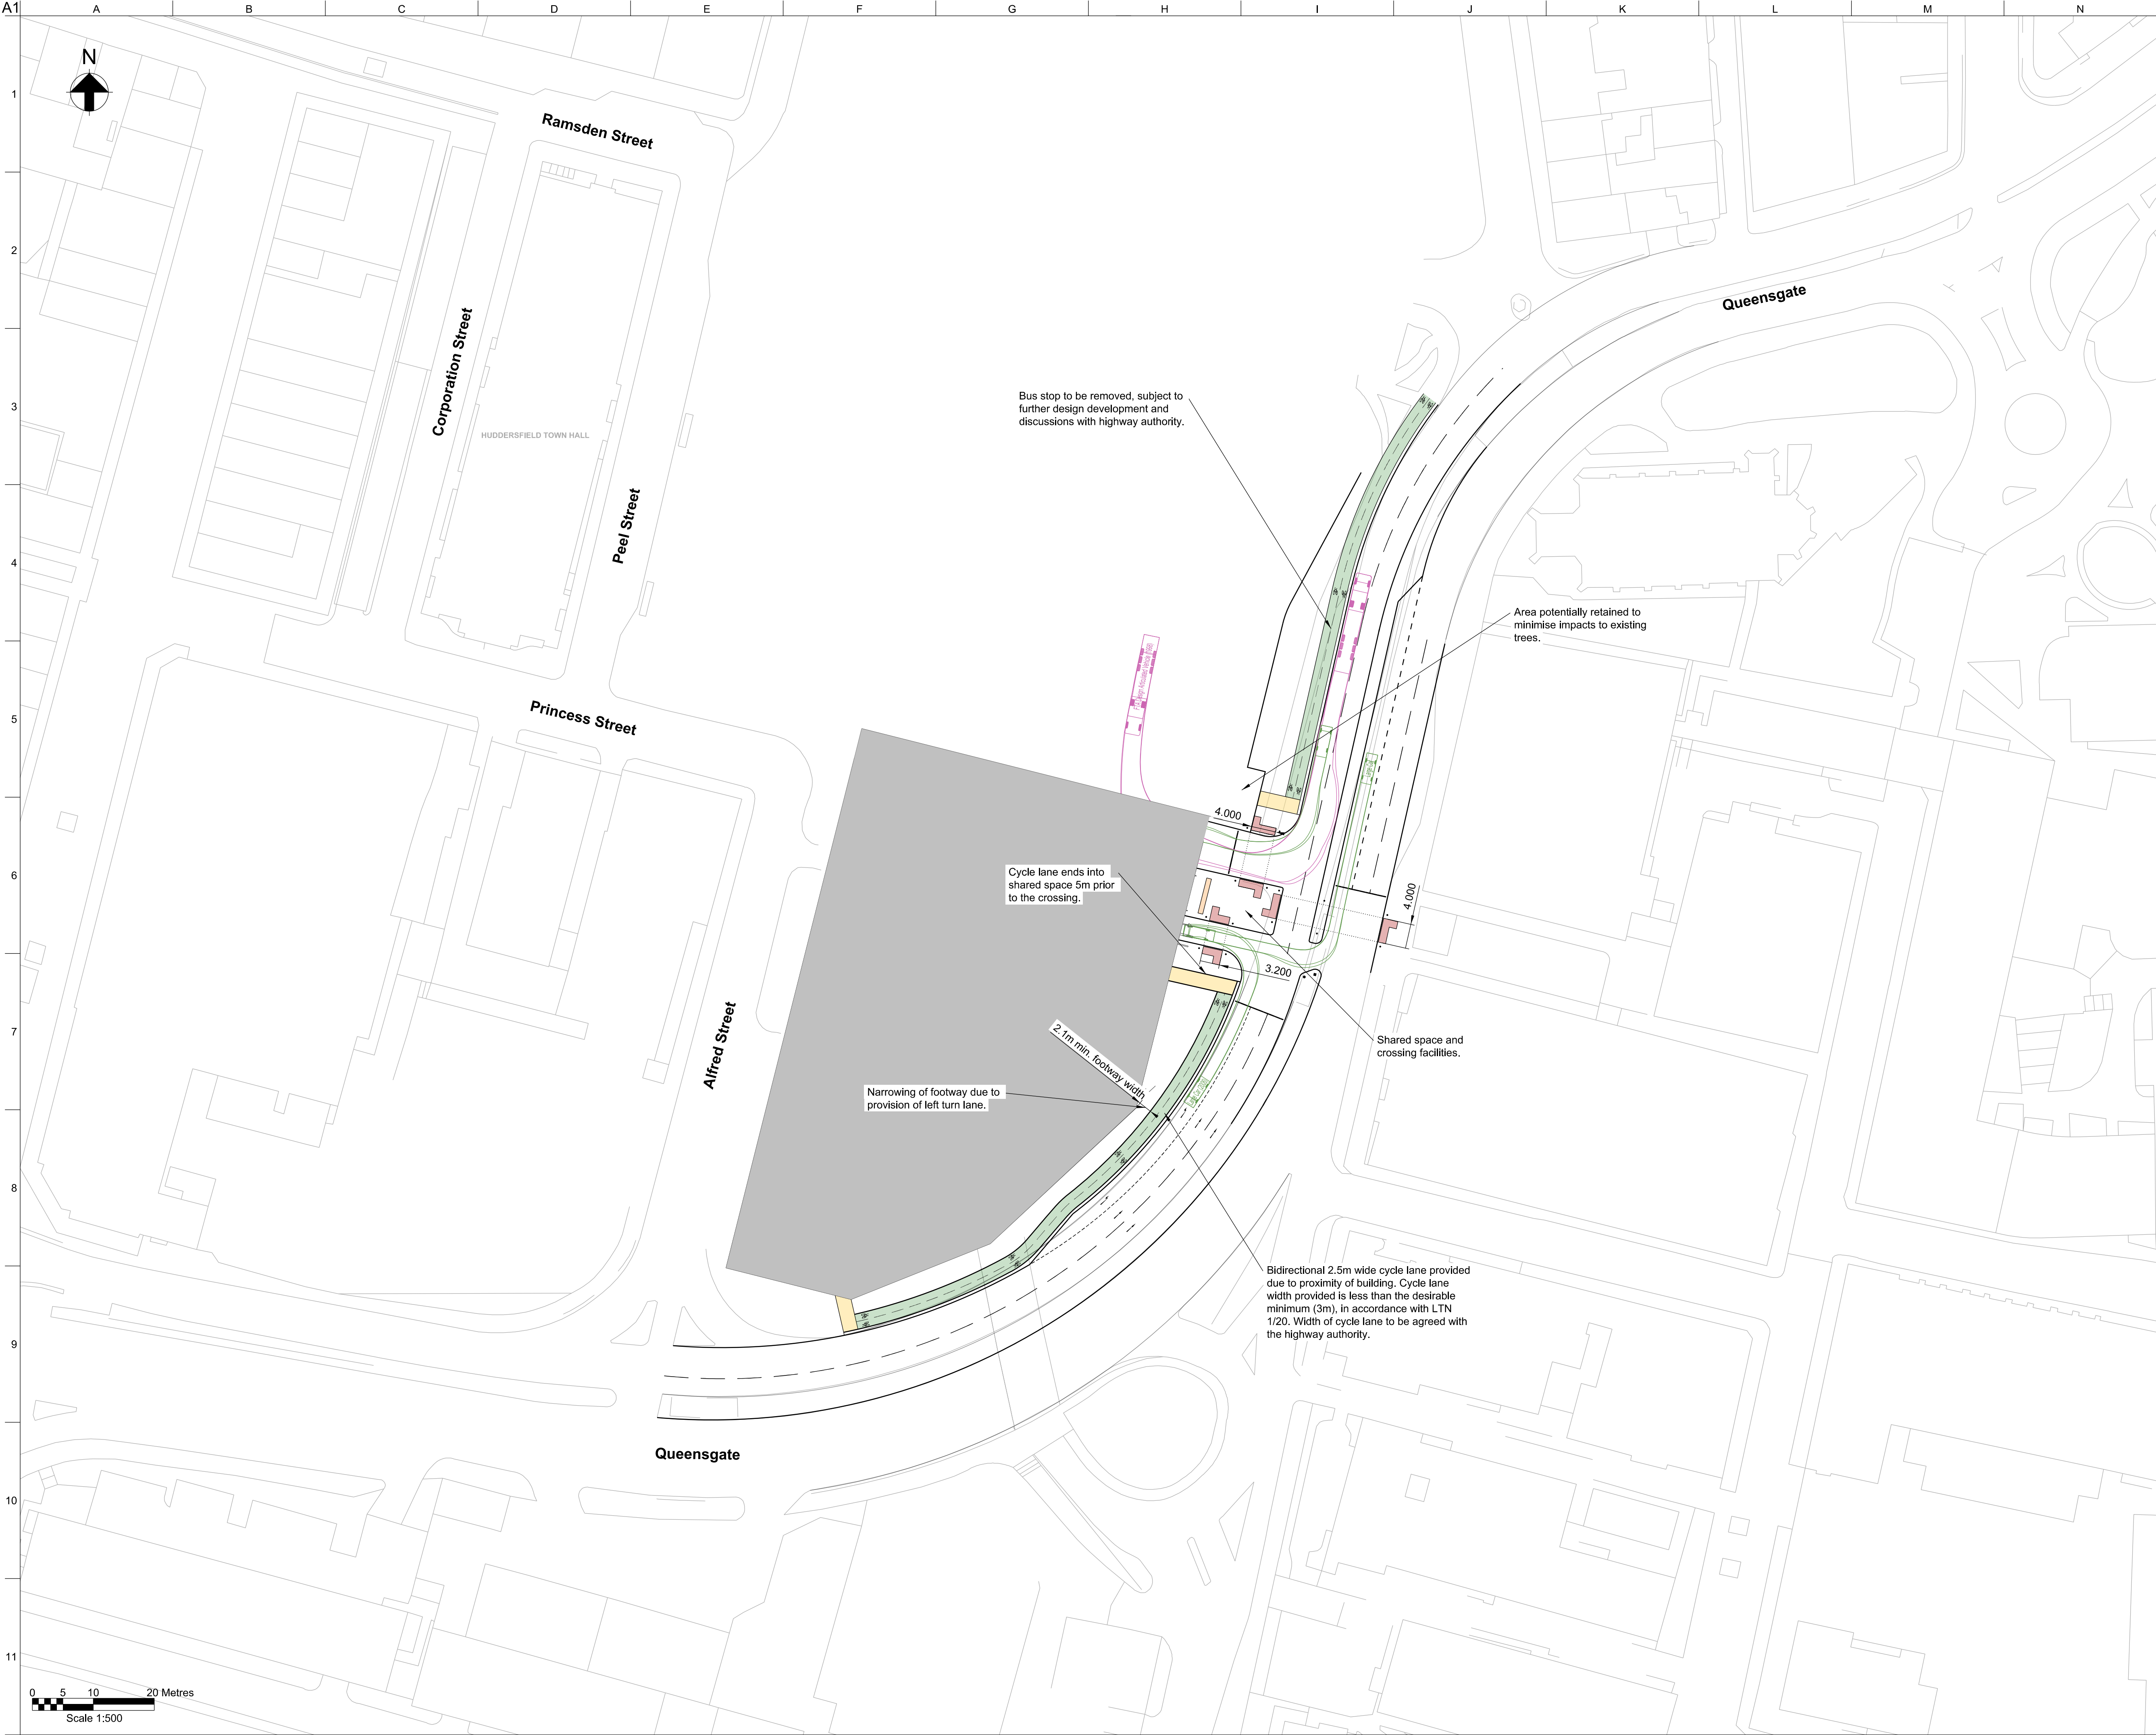 A1
A
B
C
D
E
F
G
H
I
J
K
L
M
N
1
2
3
4
5
6
7
8
9
10
11
N
Ramsden Street
Queensgate
Corporation Street
HUDDERSFIELD TOWN HALL
Peel Street
Bus stop to be removed, subject to
further design development and
discussions with highway authority.
Area potentially retained to
minimise impacts to existing
trees.
Princess Street
4.000
Cycle lane ends into
shared space 5m prior
to the crossing.
4.000
3.200
Alfred Street
2.1m min. footway width
Shared space and
crossing facilities.
Narrowing of footway due to
provision of left turn lane.
Bidirectional 2.5m wide cycle lane provided
due to proximity of building. Cycle lane
width provided is less than the desirable
minimum (3m), in accordance with LTN
1/20. Width of cycle lane to be agreed with
the highway authority.
Queensgate
0 5 10 20 Metres
Scale 1:500